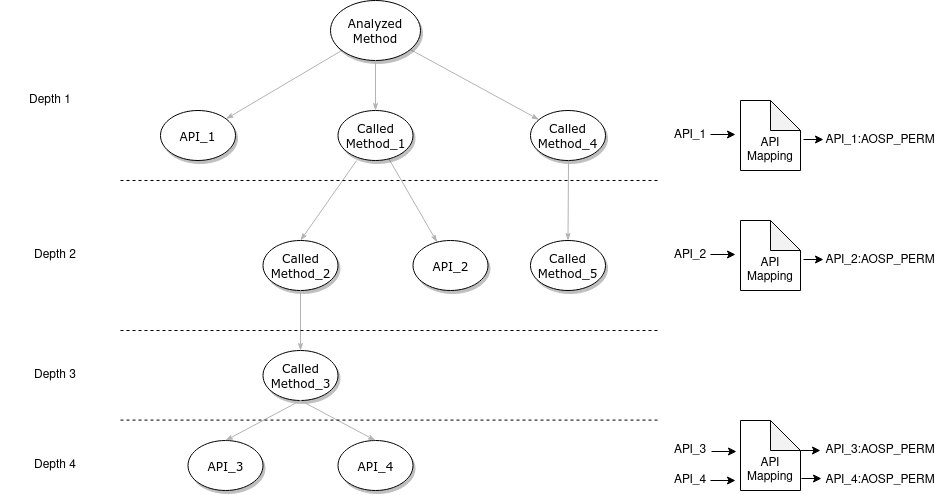 Analyzed
Method
Depth 1
API_1
Called
Method_1
Called
Method_4
API_1
API
Mapping
API_1:AOSP_PERM
Depth 2
Called
Method_2
API_2
Called
Method_5
API_2
API
Mapping
API_2:AOSP_PERM
Depth 3
Called
Method_3
Depth 4
API_3
API_4
API_3
API_4
API
Mapping
API_3:AOSP_PERM
API_4:AOSP_PERM